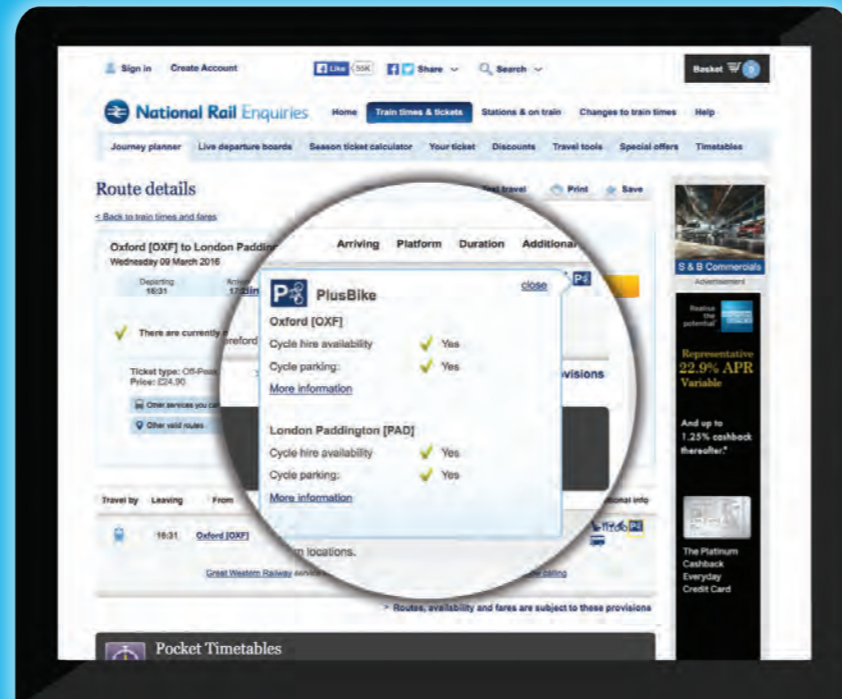 Sign in Create Account Like 55K Share Search Basket 0
National Rail Enquiries Home Train times & tickets Stations & on train Changes to train times Help
Journey planner Live departure boards Season ticket calculator Your ticket Discounts Travel tools Special offers Timetables
Route details travel Print Save
< Back to train times and fares
Oxford [OXF] to London Padding
Wednesday 09 March 2016
Departing
16:31
There are currently
Ticket type: Off-Peak
Price: £24.90
Other services you can
Other valid routes
Arriving Platform Duration Additional
PlusBike close
Oxford [OXF]
Cycle hire availability Yes
Cycle parking: Yes
More information
London Paddington [PAD]
Cycle hire availability Yes
Cycle parking: Yes
More information
ereford
visions
Travel by Leaving From tional info
16:31 Oxford [OXF]
m locations.
Great Western Railway calling
> Routes, availability and fares are subject to these provisions
Pocket Timetables
S & B Commercials
Advertisement
Realise
the
potential
Representative
22.9% APR
Variable
And up to
1.25% cashback
thereafter.*
The Platinum
Cashback
Everyday
Credit Card